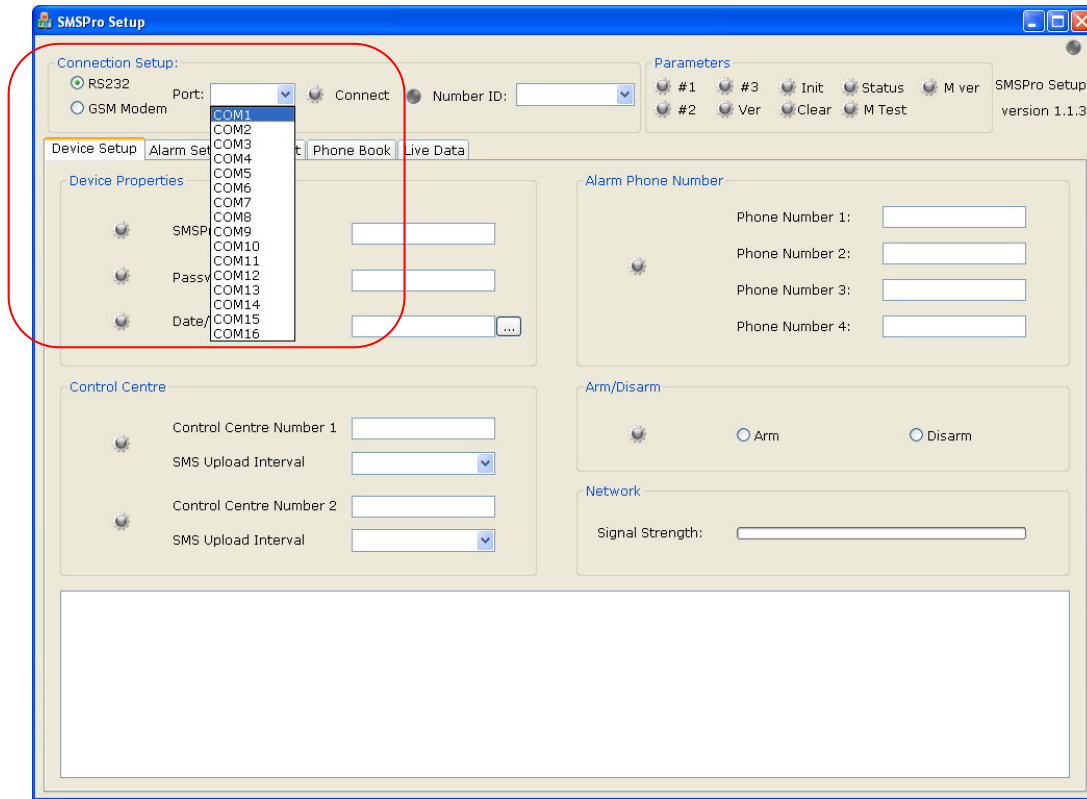 SMSPro Setup
Connection Setup:
RS232
GSM Modem
Port:
Connect
Number ID:
COM1
COM2
COM3
COM4
COM5
COM6
COM7
COM8
COM9
COM10
COM11
COM12
COM13
COM14
COM15
COM16
Parameters
#1 #3 Init Status M ver
#2 Ver Clear M Test
SMSPro Setup
version 1.1.3
Device Setup Alarm Set t Phone Book Live Data
Device Properties
SMSP
Passw
Date/
...
Alarm Phone Number
Phone Number 1:
Phone Number 2:
Phone Number 3:
Phone Number 4:
Control Centre
Control Centre Number 1
SMS Upload Interval
Control Centre Number 2
SMS Upload Interval
Arm/Disarm
Arm Disarm
Network
Signal Strength: